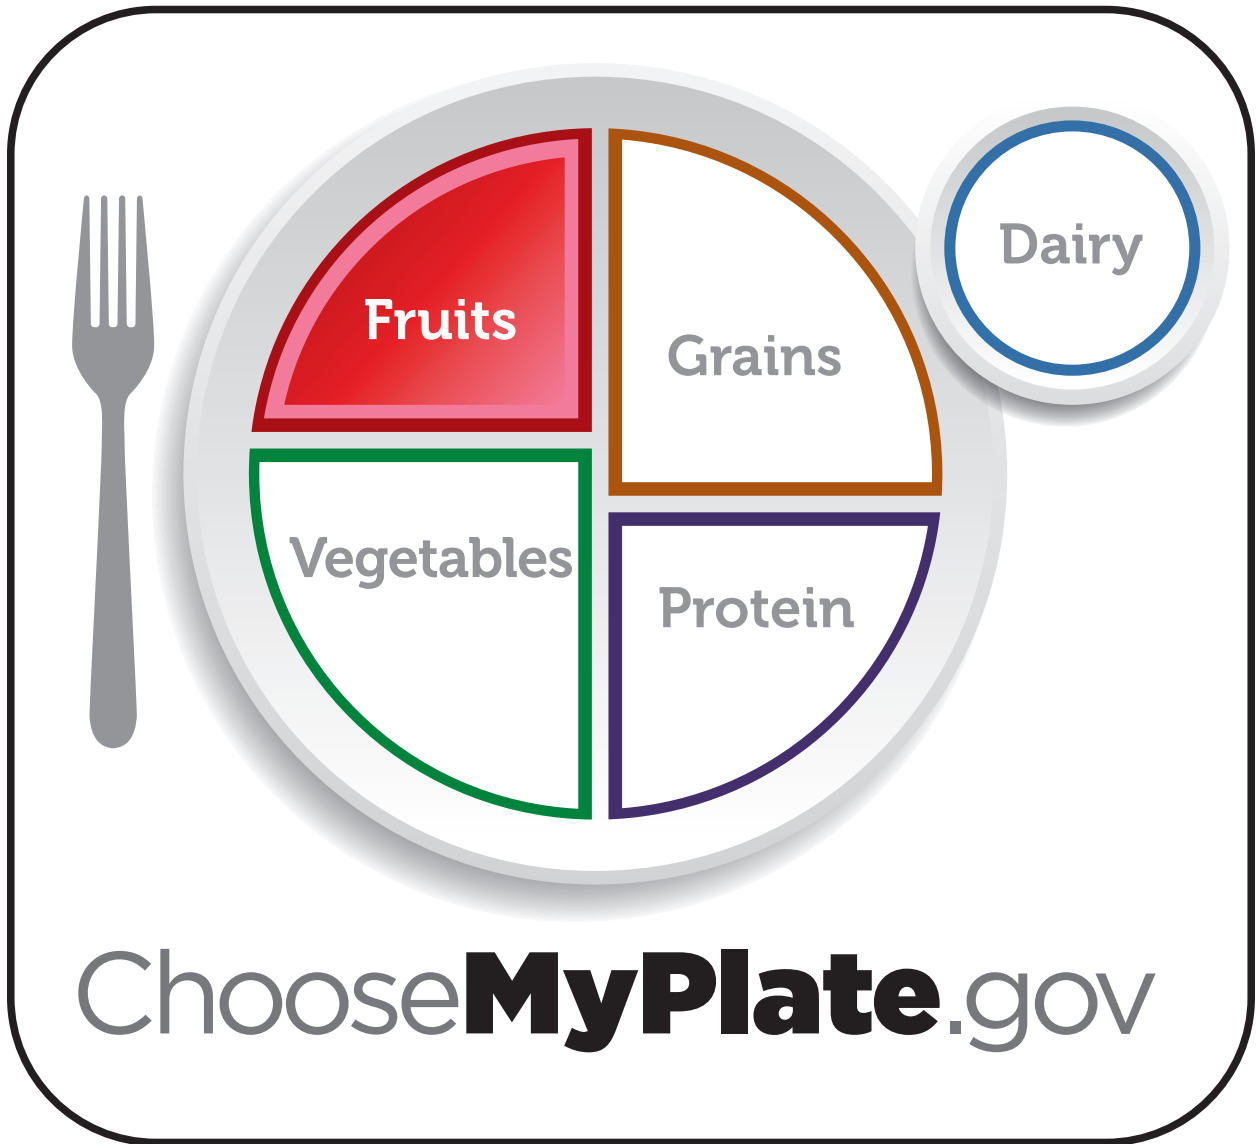 Dairy
Fruits
Grains
Vegetables
Protein
ChooseMyPlate.gov